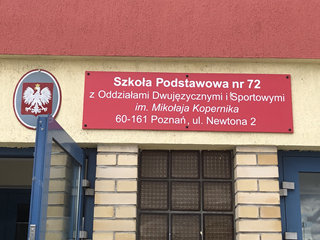 Szkoła Podstawowa nr 72
z Oddziałami Dwujęzycznymi i Sportowymi
im. Mikołaja Kopernika
60-161 Poznań, ul. Newtona 2